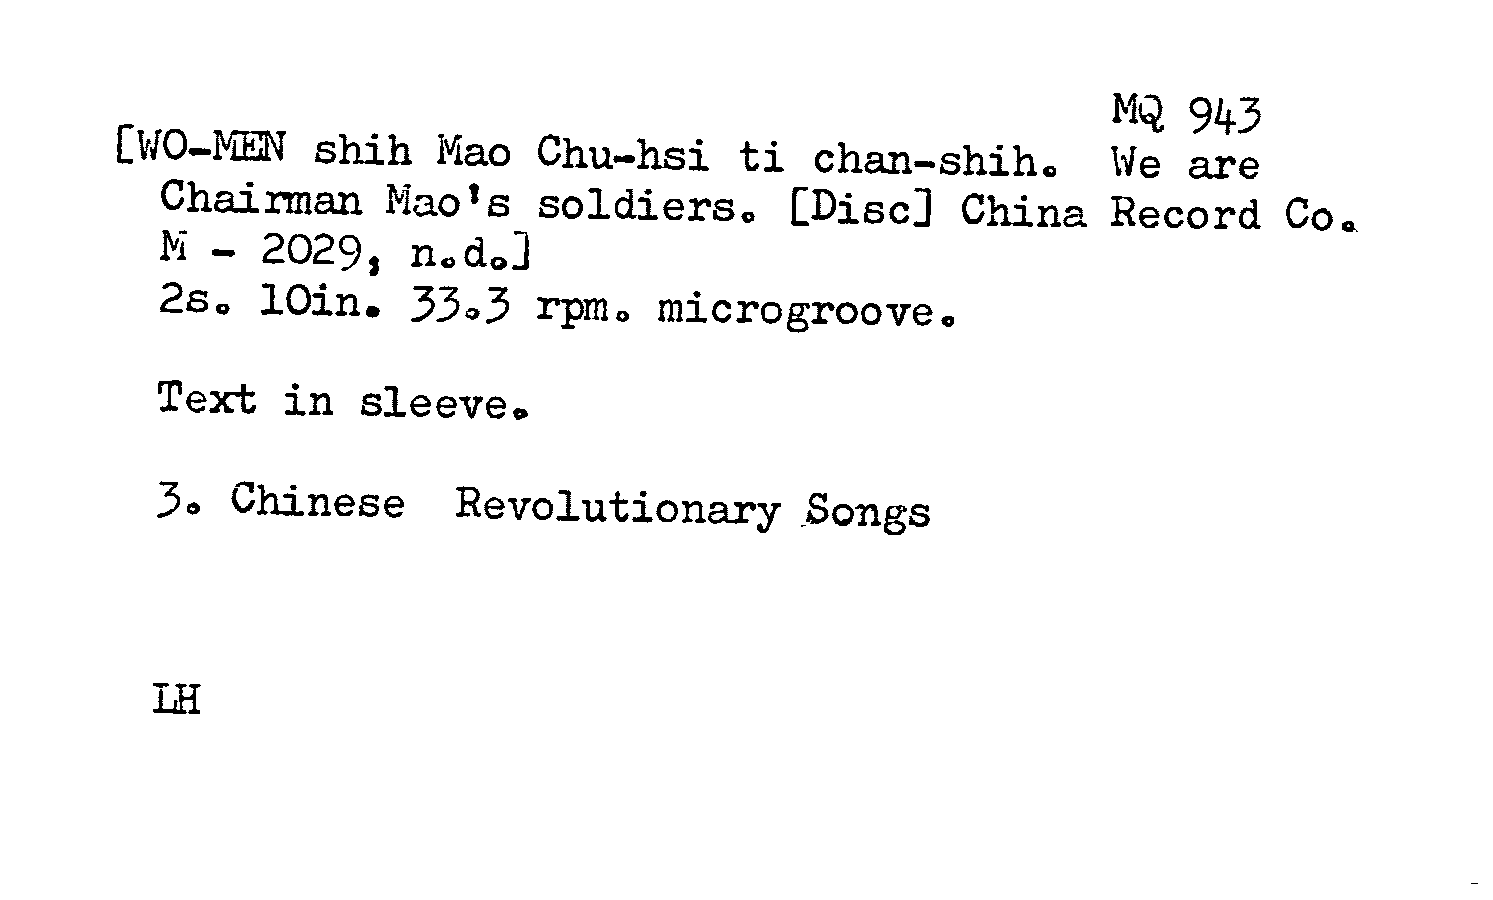 MQ 943
[WO-MEN shih Mao Chu-hsi ti chan-shih. We are
Chairman Mao's soldiers. [Disc] China Record Co.
M - 2029, n.d.]
2s. 10in. 33.3 rpm. microgroove.
Text in sleeve.
3. Chinese Revolutionary Songs
LH